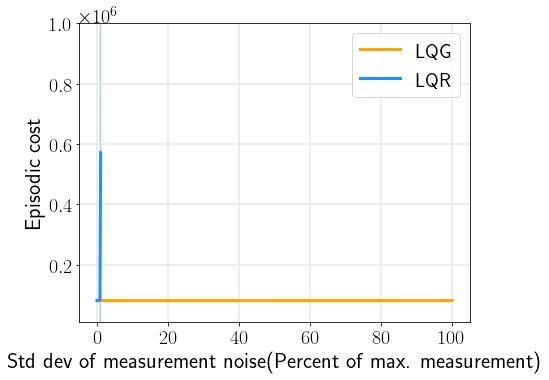 ×10⁶
1.0
0.8
0.6
0.4
0.2
0 20 40 60 80 100
Episodic cost
Std dev of measurement noise(Percent of max. measurement)
LQG
LQR